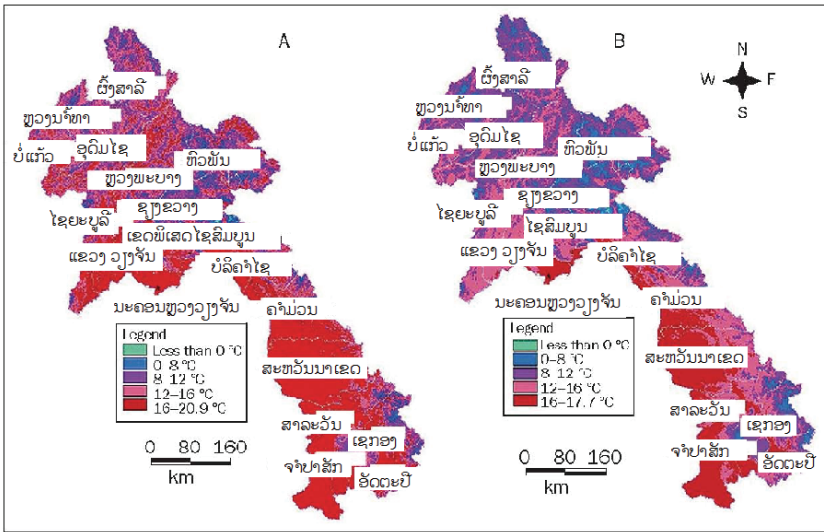 A
ຜົ້ງສາລີ
ຫຼວງນ້ຳທາ
ບໍ່ແກ້ວ
ອຸດົມໄຊ
ຫົວພັນ
ຫຼວງພະບາງ
ຊຽງຂວາງ
ໄຊຍະບູລີ
ເຂດພິເສດໄຊສົມບູນ
ແຂວງ ວຽງຈັນ
ບໍລິຄຳໄຊ
ນະຄອນຫຼວງວຽງຈັນ
ຄຳມ່ວນ
Legend
Less than 0 °C
0–8 °C
8–12 °C
12–16 °C
16–20.9 °C
ສະຫວັນນາເຂດ
ສາລະວັນ
ເຊກອງ
ຈຳປາສັກ
ອັດຕະປື
0 80 160
km
B
N
W F
S
ຜົ້ງສາລີ
ຫຼວງນ້ຳທາ
ບໍ່ແກ້ວ
ອຸດົມໄຊ
ຫົວພັນ
ຫຼວງພະບາງ
ຊຽງຂວາງ
ໄຊຍະບູລີ
ໄຊສົມບູນ
ແຂວງ ວຽງຈັນ
ບໍລິຄຳໄຊ
ນະຄອນຫຼວງວຽງຈັນ
ຄຳມ່ວນ
Legend
Less than 0 °C
0–8 °C
8–12 °C
12–16 °C
16–17.7 °C
ສະຫວັນນາເຂດ
ສາລະວັນ
ເຊກອງ
ຈຳປາສັກ
ອັດຕະປື
0 80 160
km